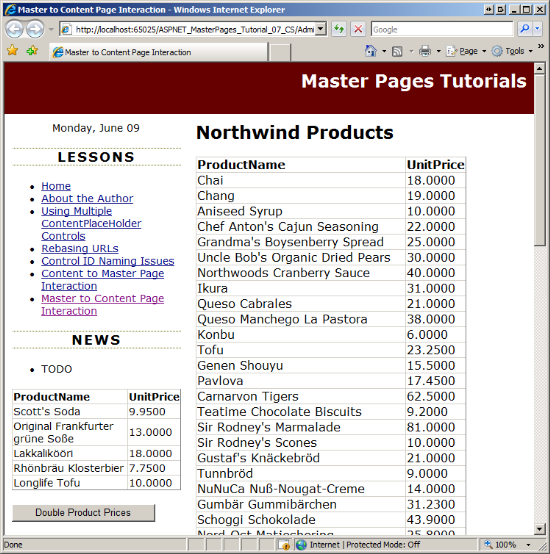 Master to Content Page Interaction - Windows Internet Explorer
http://localhost:65025/ASPNET_MasterPages_Tutorial_07_CS/Admi
Google
Master to Content Page Interaction
Page
Tools
Master Pages Tutorials
Monday, June 09
LESSONS
Home
About the Author
Using Multiple
ContentPlaceHolder
Controls
Rebasing URLs
Control ID Naming Issues
Content to Master Page
Interaction
Master to Content Page
Interaction
NEWS
TODO
ProductName UnitPrice
Scott's Soda 9.9500
Original Frankfurter
grüne Soße 13.0000
Lakkalikööri 18.0000
Rhönbräu Klosterbier 7.7500
Longlife Tofu 10.0000
Double Product Prices
Northwind Products
ProductName UnitPrice
Chai 18.0000
Chang 19.0000
Aniseed Syrup 10.0000
Chef Anton's Cajun Seasoning 22.0000
Grandma's Boysenberry Spread 25.0000
Uncle Bob's Organic Dried Pears 30.0000
Northwoods Cranberry Sauce 40.0000
Ikura 31.0000
Queso Cabrales 21.0000
Queso Manchego La Pastora 38.0000
Konbu 6.0000
Tofu 23.2500
Genen Shouyu 15.5000
Pavlova 17.4500
Carnarvon Tigers 62.5000
Teatime Chocolate Biscuits 9.2000
Sir Rodney's Marmalade 81.0000
Sir Rodney's Scones 10.0000
Gustaf's Knäckebröd 21.0000
Tunnbröd 9.0000
NuNuCa Nuß-Nougat-Creme 14.0000
Gumbär Gummibärchen 31.2300
Schoggi Schokolade 43.9000
Nord-Ost Matjeshering 25.8900
Done
Internet | Protected Mode: Off
100%